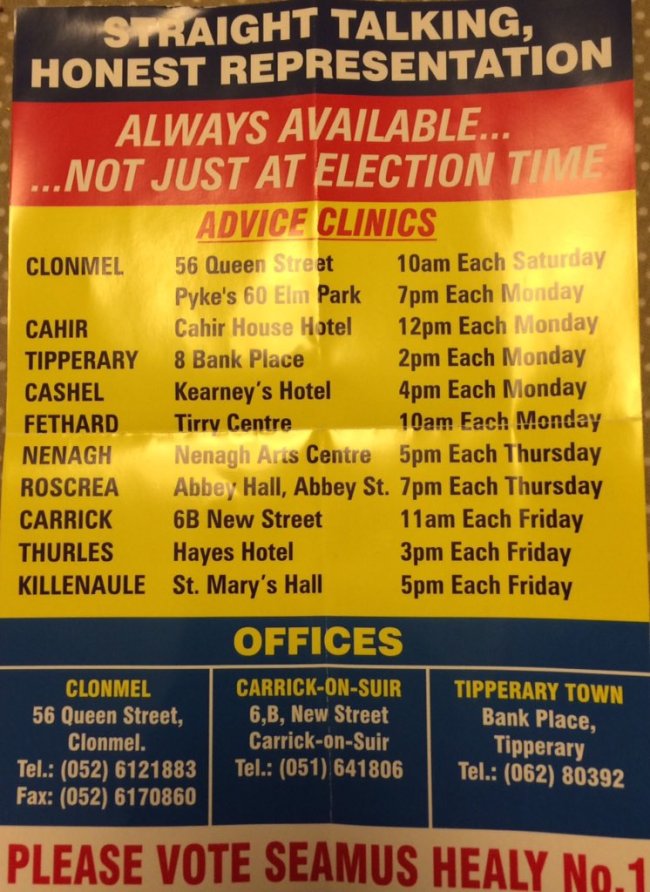 STRAIGHT TALKING,
HONEST REPRESENTATION
ALWAYS AVAILABLE...
...NOT JUST AT ELECTION TIME
ADVICE CLINICS
CLONMEL 56 Queen Street 10am Each Saturday
Pyke's 60 Elm Park 7pm Each Monday
CAHIR Cahir House Hotel 12pm Each Monday
TIPPERARY 8 Bank Place 2pm Each Monday
CASHEL Kearney's Hotel 4pm Each Monday
FETHARD Tirry Centre 10am Each Monday
NENAGH Nenagh Arts Centre 5pm Each Thursday
ROSCREA Abbey Hall, Abbey St. 7pm Each Thursday
CARRICK 6B New Street 11am Each Friday
THURLES Hayes Hotel 3pm Each Friday
KILLENAULE St. Mary's Hall 5pm Each Friday
OFFICES
CLONMEL
56 Queen Street,
Clonmel.
Tel.: (052) 6121883
Fax: (052) 6170860
CARRICK-ON-SUIR
6,B, New Street
Carrick-on-Suir
Tel.: (051) 641806
TIPPERARY TOWN
Bank Place,
Tipperary
Tel.: (062) 80392
PLEASE VOTE SEAMUS HEALY No.1